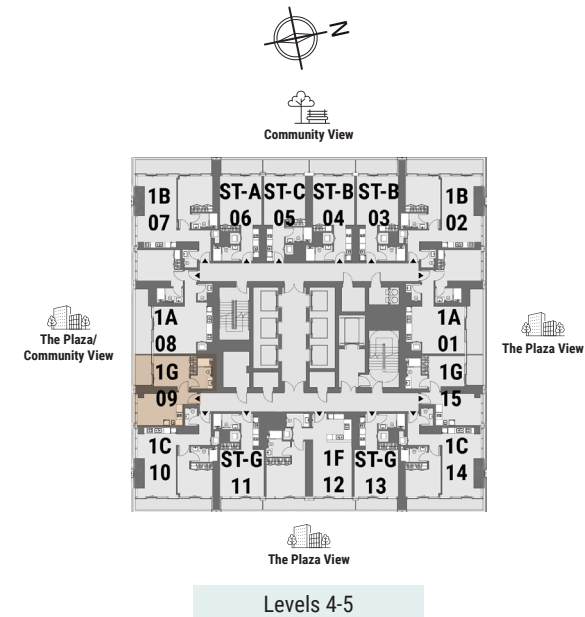 N
Community View
1B
07
ST-A
06
ST-C
05
ST-B
04
ST-B
03
1B
02
1A
08
1A
01
The Plaza/
Community View
The Plaza View
1G
09
1G
15
1C
10
ST-G
11
1F
12
ST-G
13
1C
14
The Plaza View
Levels 4-5